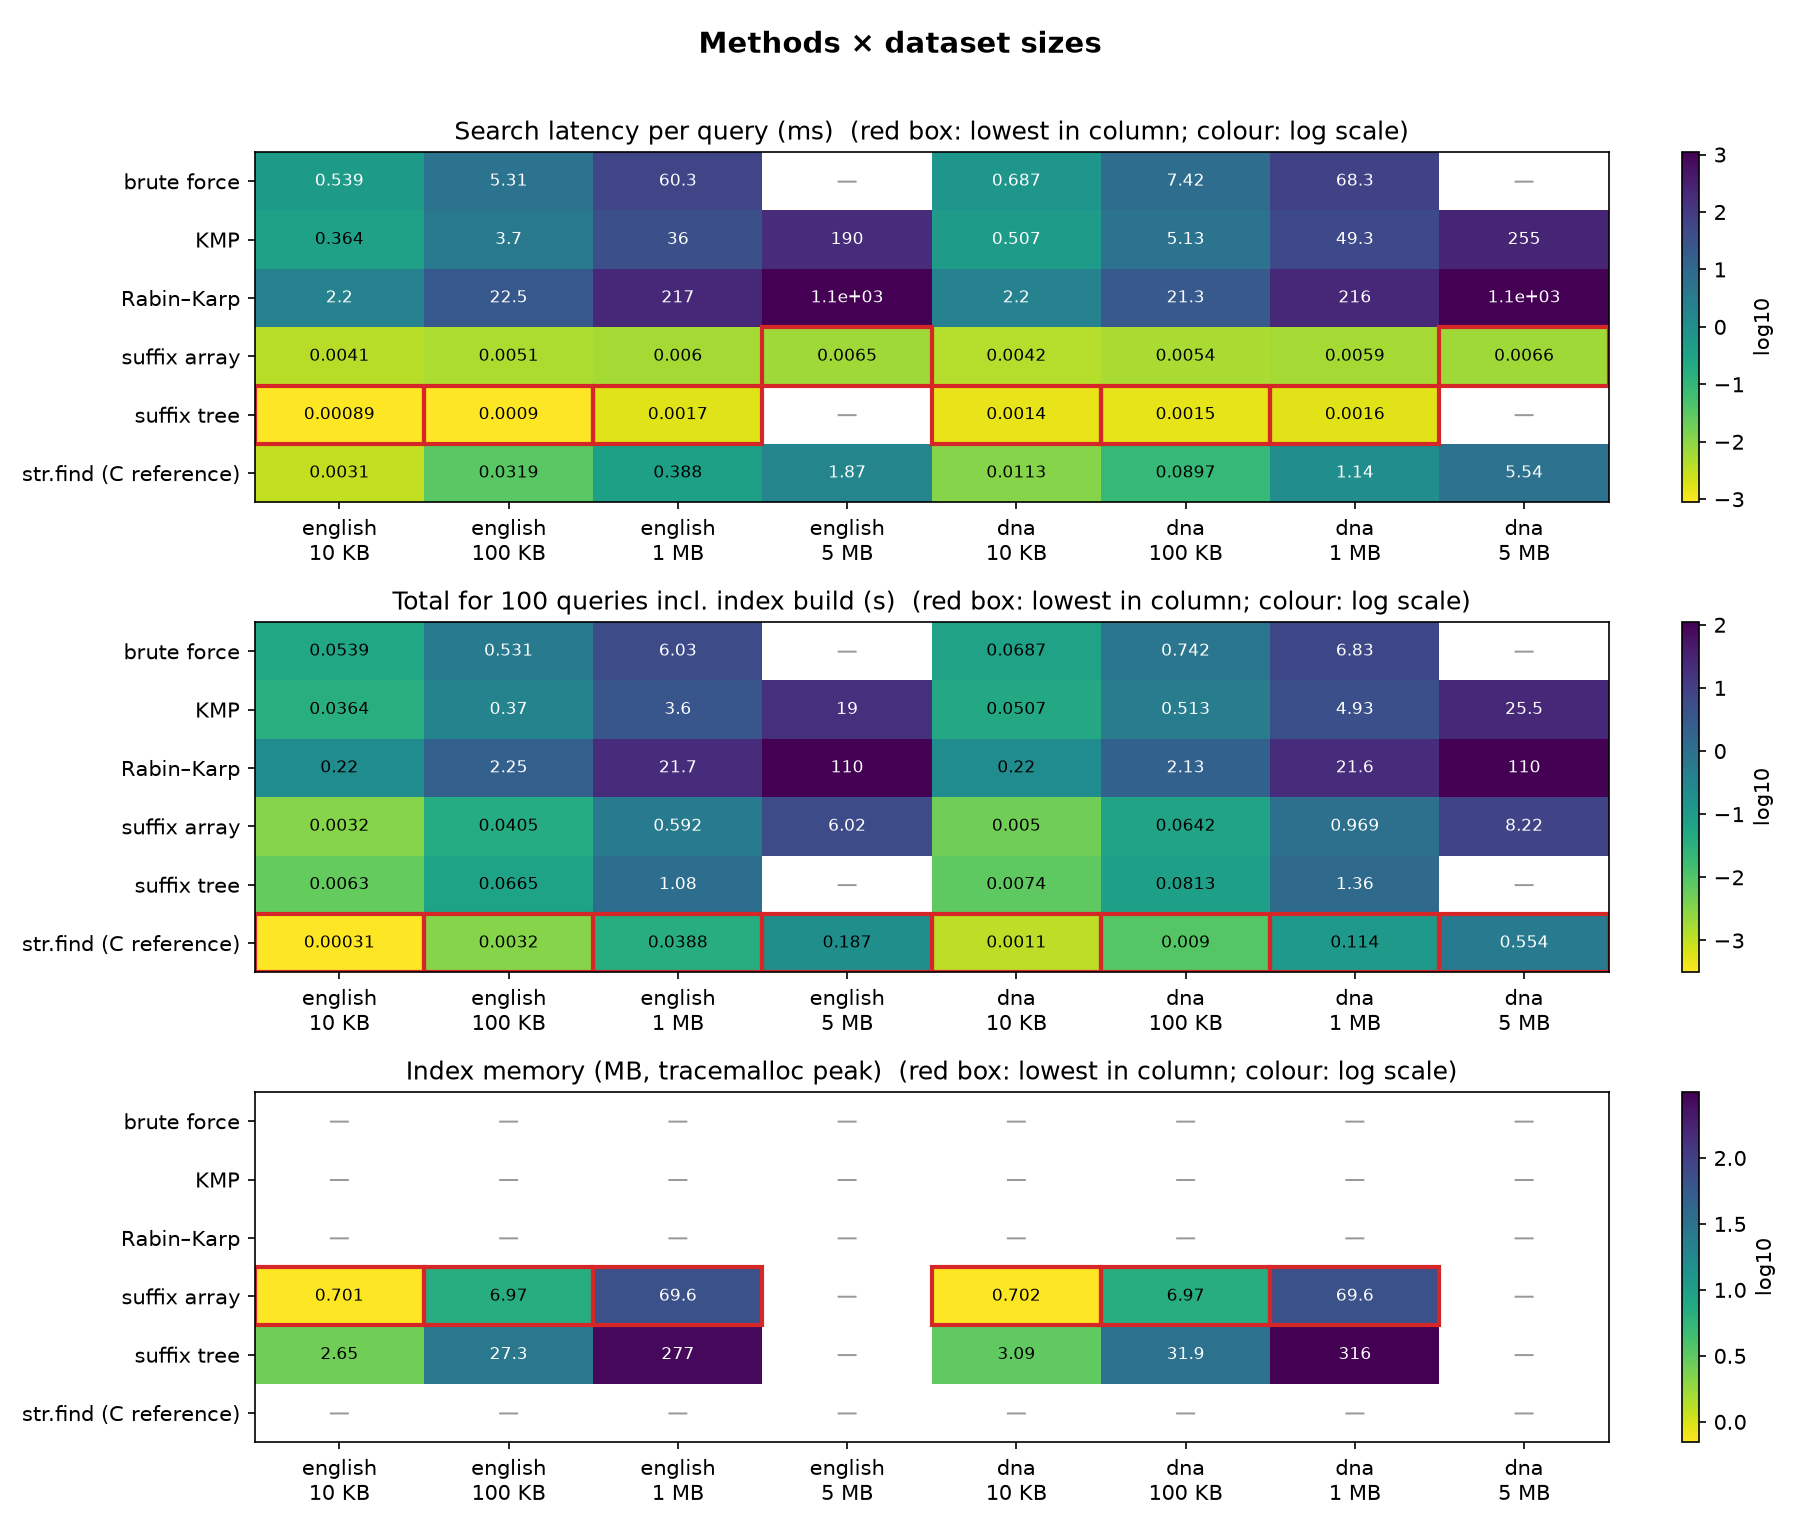 Methods × dataset sizes
Search latency per query (ms)  (red box: lowest in column; colour: log scale)
brute force 0.539 5.31 60.3 — 0.687 7.42 68.3 —
KMP 0.364 3.7 36 190 0.507 5.13 49.3 255
Rabin–Karp 2.2 22.5 217 1.1e+03 2.2 21.3 216 1.1e+03
suffix array 0.0041 0.0051 0.006 0.0065 0.0042 0.0054 0.0059 0.0066
suffix tree 0.00089 0.0009 0.0017 — 0.0014 0.0015 0.0016 —
str.find (C reference) 0.0031 0.0319 0.388 1.87 0.0113 0.0897 1.14 5.54
english english english english dna dna dna dna
10 KB 100 KB 1 MB 5 MB 10 KB 100 KB 1 MB 5 MB
3
2
1
0
−1
−2
−3
log10
Total for 100 queries incl. index build (s)  (red box: lowest in column; colour: log scale)
brute force 0.0539 0.531 6.03 — 0.0687 0.742 6.83 —
KMP 0.0364 0.37 3.6 19 0.0507 0.513 4.93 25.5
Rabin–Karp 0.22 2.25 21.7 110 0.22 2.13 21.6 110
suffix array 0.0032 0.0405 0.592 6.02 0.005 0.0642 0.969 8.22
suffix tree 0.0063 0.0665 1.08 — 0.0074 0.0813 1.36 —
str.find (C reference) 0.00031 0.0032 0.0388 0.187 0.0011 0.009 0.114 0.554
english english english english dna dna dna dna
10 KB 100 KB 1 MB 5 MB 10 KB 100 KB 1 MB 5 MB
2
1
0
−1
−2
−3
log10
Index memory (MB, tracemalloc peak)  (red box: lowest in column; colour: log scale)
brute force — — — — — — — —
KMP — — — — — — — —
Rabin–Karp — — — — — — — —
suffix array 0.701 6.97 69.6 — 0.702 6.97 69.6 —
suffix tree 2.65 27.3 277 — 3.09 31.9 316 —
str.find (C reference) — — — — — — — —
english english english english dna dna dna dna
10 KB 100 KB 1 MB 5 MB 10 KB 100 KB 1 MB 5 MB
2.0
1.5
1.0
0.5
0.0
log10